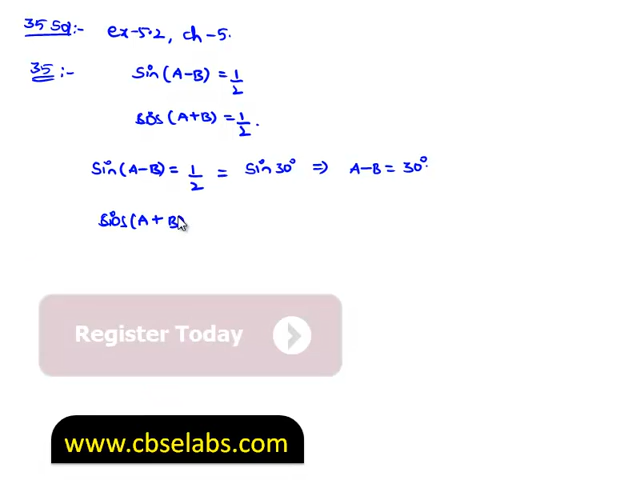 35 Sol :- ex-5.2, ch-5.
35 :- Sin(A-B) = 1/2
cos(A+B) = 1/2.
Sin(A-B) = 1/2 = Sin 30° ⇒ A-B = 30°
cos(A+B)
Register Today
www.cbselabs.com